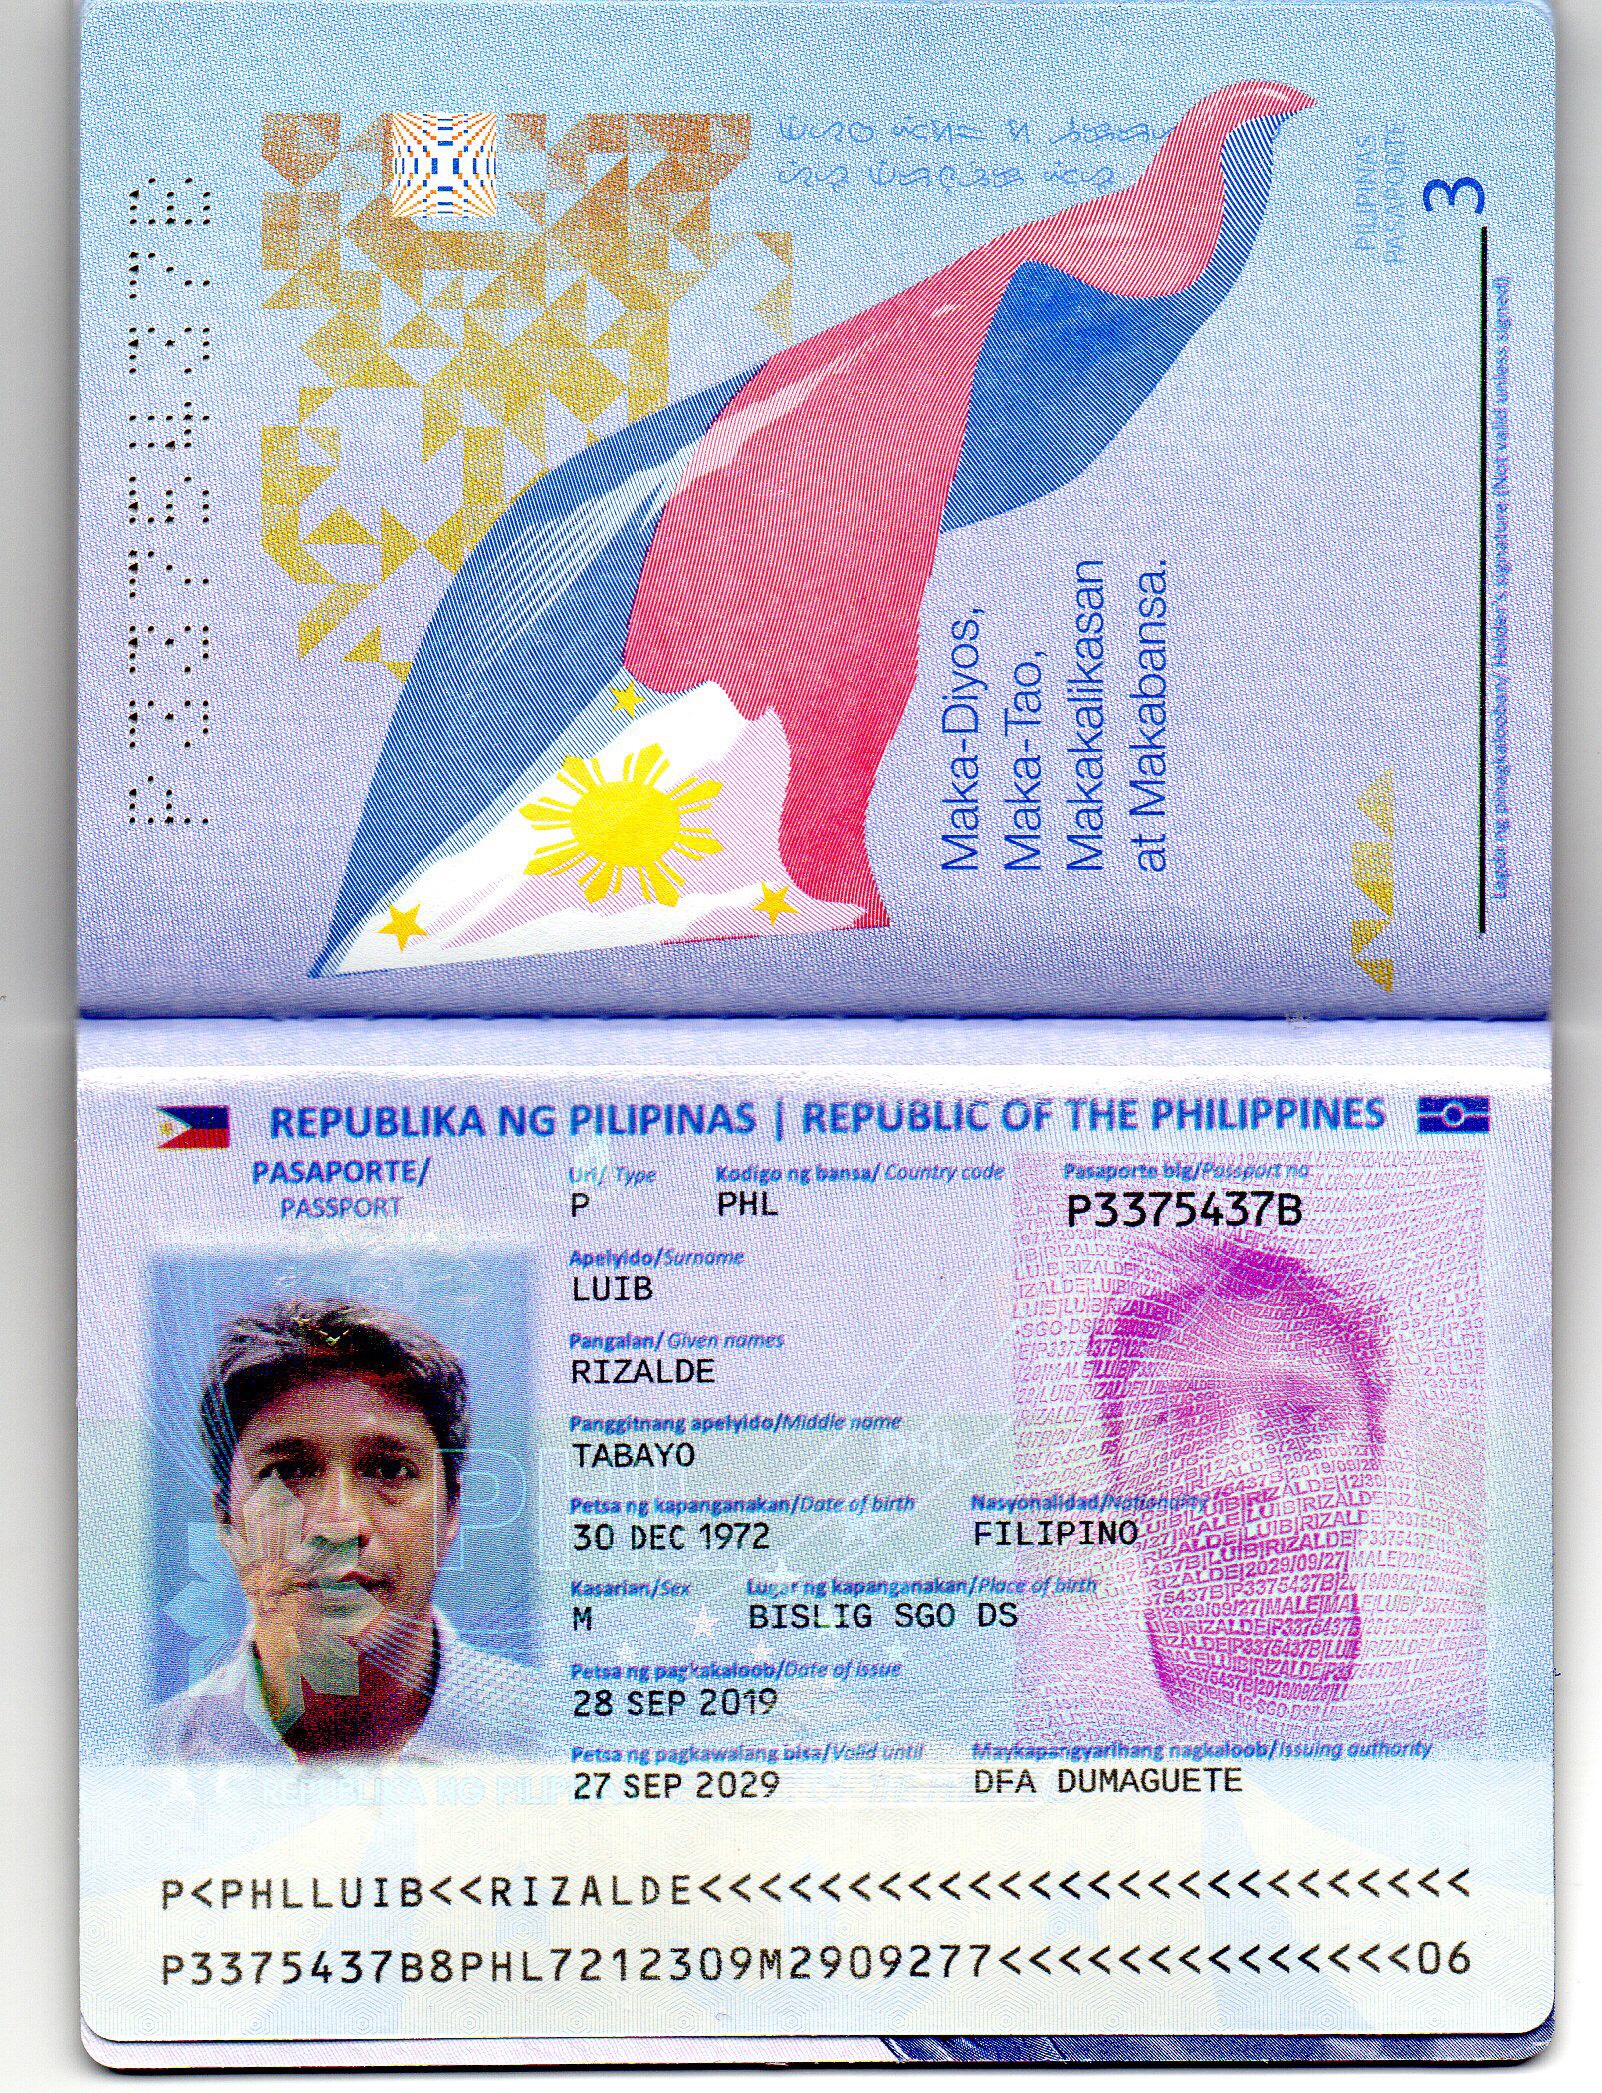 P3375437B
PILIPINAS
PASAPORTE
3
Maka-Diyos,
Maka-Tao,
Makakalikasan
at Makabansa.
Lagda ng pinagkalooban/ Holder's signature (Not valid unless signed)
REPUBLIKA NG PILIPINAS | REPUBLIC OF THE PHILIPPINES
PASAPORTE/
PASSPORT
Uri/ Type Kodigo ng bansa/ Country code Pasaporte blg/Passport no
P PHL P3375437B
Apelyido/Surname
LUIB
Pangalan/ Given names
RIZALDE
Panggitnang apelyido/Middle name
TABAYO
Petsa ng kapanganakan/Date of birth Nasyonalidad/Nationality
30 DEC 1972 FILIPINO
Kasarian/Sex Lugar ng kapanganakan/Place of birth
M BISLIG SGO DS
Petsa ng pagkakaloob/Date of issue
28 SEP 2019
Petsa ng pagkawalang bisa/Valid until Maykapangyarihang nagkaloob/Issuing authority
27 SEP 2029 DFA DUMAGUETE
P<PHLLUIB<<RIZALDE<<<<<<<<<<<<<<<<<<<<<<<<<<
P3375437B8PHL7212309M2909277<<<<<<<<<<<<<<06